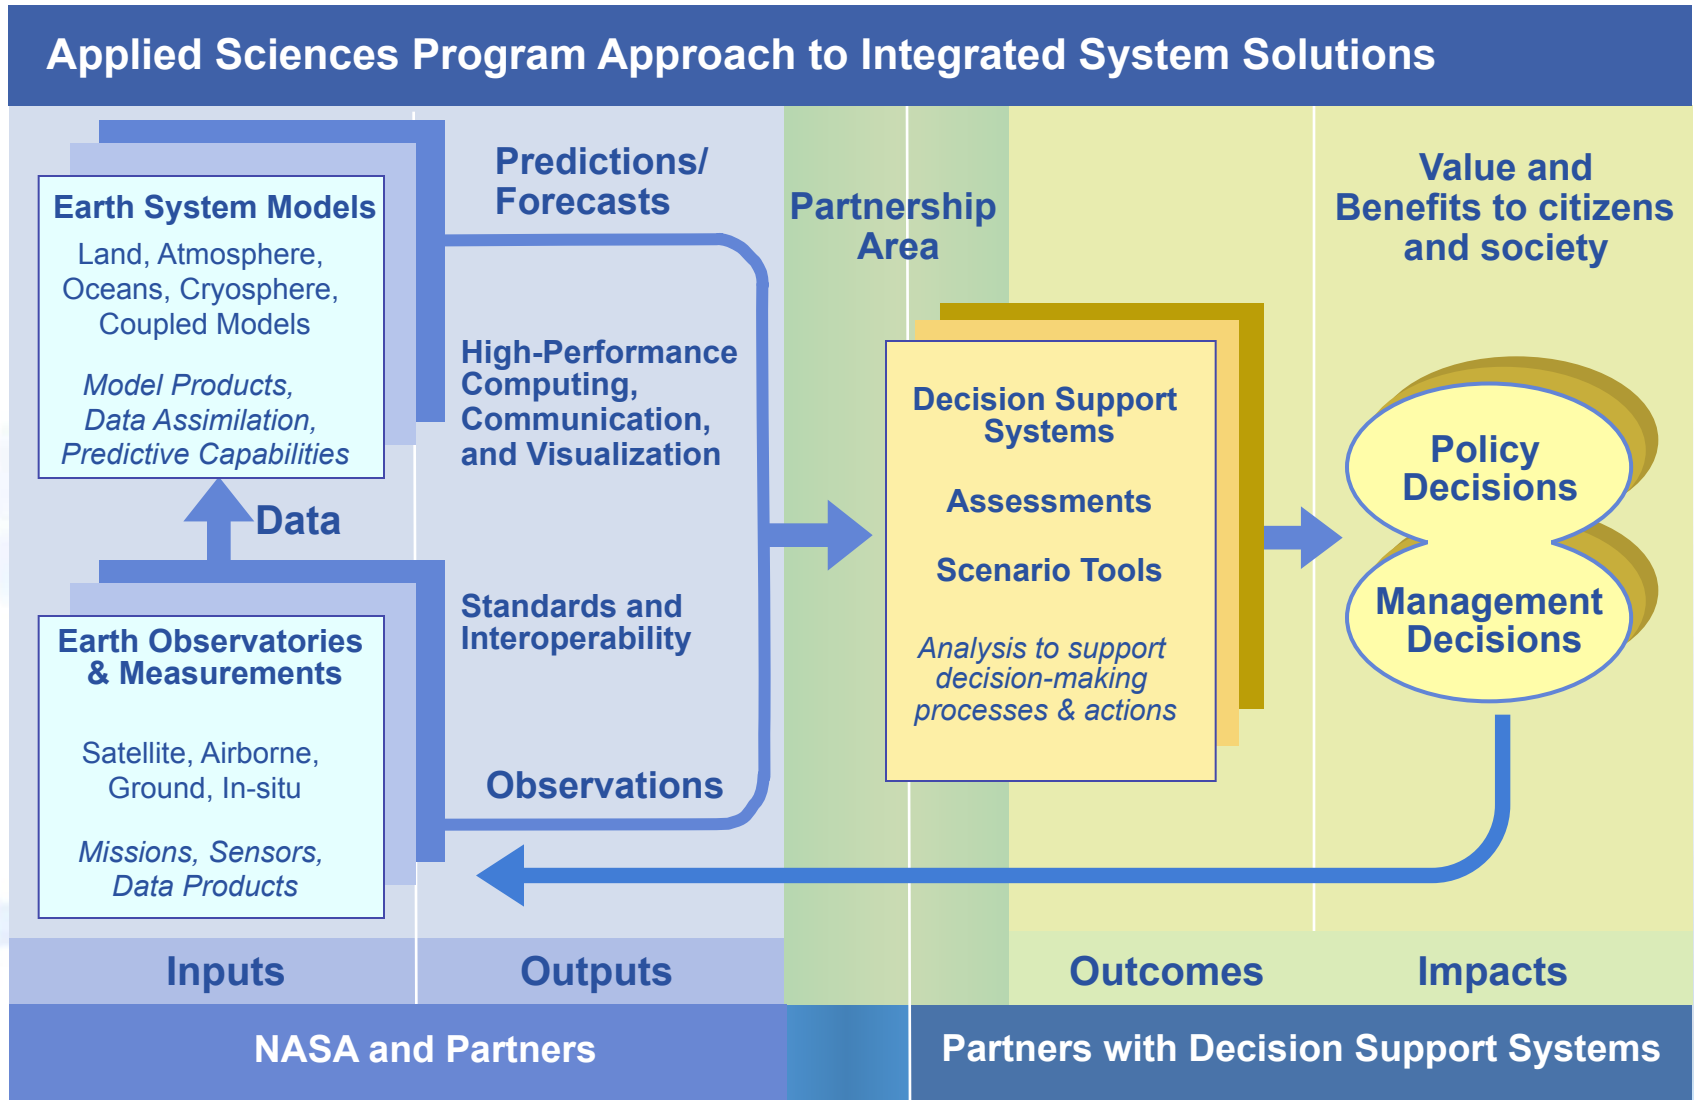 Applied Sciences Program Approach to Integrated System Solutions
Earth System Models
Land, Atmosphere,
Oceans, Cryosphere,
Coupled Models
Model Products,
Data Assimilation,
Predictive Capabilities
Data
Earth Observatories
& Measurements
Satellite, Airborne,
Ground, In-situ
Missions, Sensors,
Data Products
Predictions/
Forecasts
High-Performance
Computing,
Communication,
and Visualization
Standards and
Interoperability
Observations
Partnership
Area
Decision Support
Systems
Assessments
Scenario Tools
Analysis to support
decision-making
processes & actions
Value and
Benefits to citizens
and society
Policy
Decisions
Management
Decisions
Inputs
Outputs
Outcomes
Impacts
NASA and Partners
Partners with Decision Support Systems